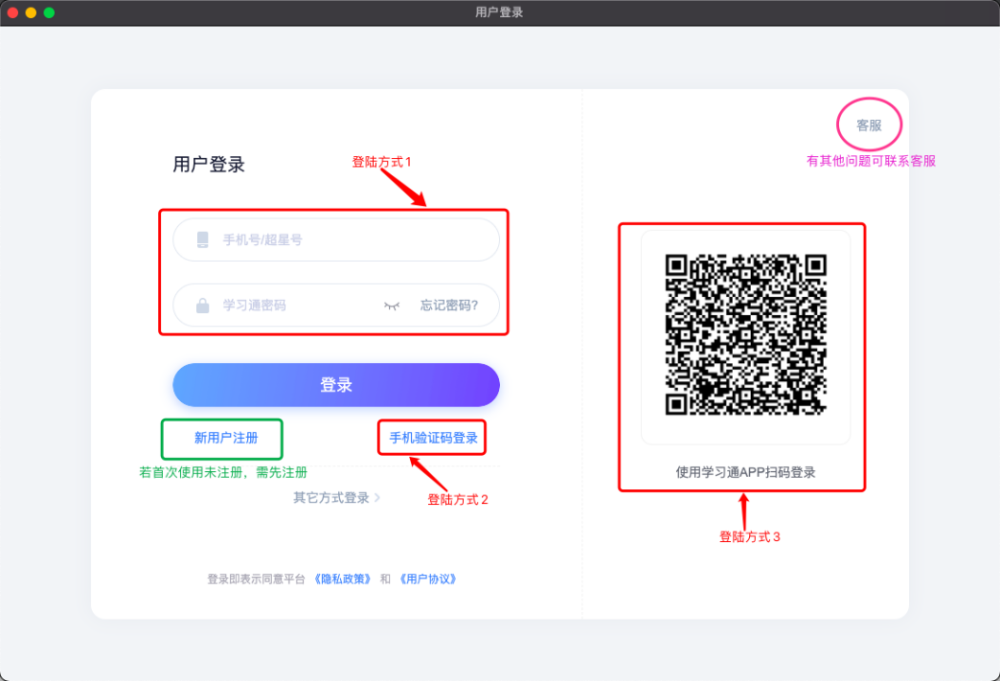 用户登录
客服
有其他问题可联系客服
用户登录
登陆方式1
手机号/超星号
学习通密码
忘记密码?
登录
新用户注册
手机验证码登录
若首次使用未注册，需先注册
其它方式登录
登陆方式2
登录即表示同意平台 《隐私政策》 和 《用户协议》
使用学习通APP扫码登录
登陆方式3